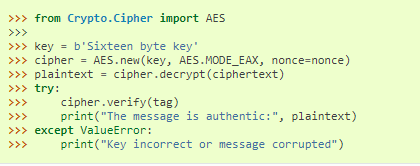 >>> from Crypto.Cipher import AES
>>>
>>> key = b'Sixteen byte key'
>>> cipher = AES.new(key, AES.MODE_EAX, nonce=nonce)
>>> plaintext = cipher.decrypt(ciphertext)
>>> try:
>>>     cipher.verify(tag)
>>>     print("The message is authentic:", plaintext)
>>> except ValueError:
>>>     print("Key incorrect or message corrupted")